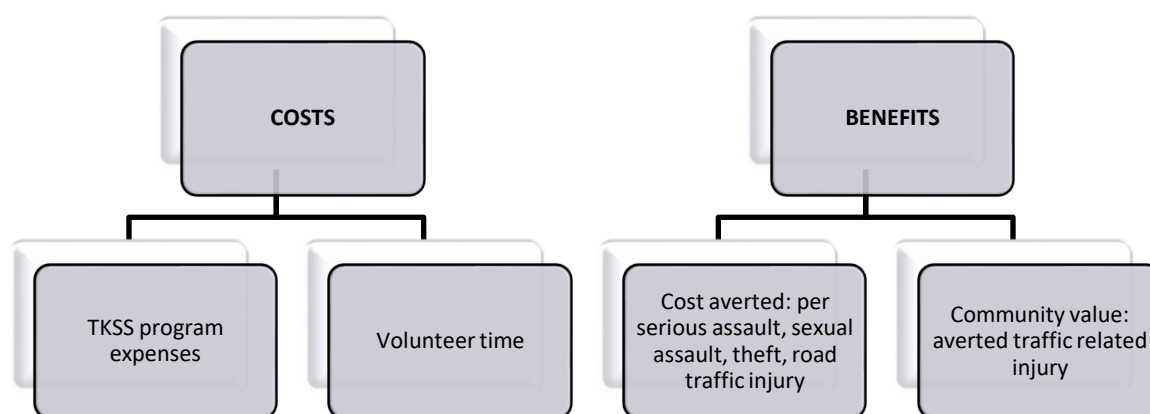 COSTS
BENEFITS
TKSS program
expenses
Volunteer time
Cost averted: per
serious assault, sexual
assault, theft, road
traffic injury
Community value:
averted traffic related
injury